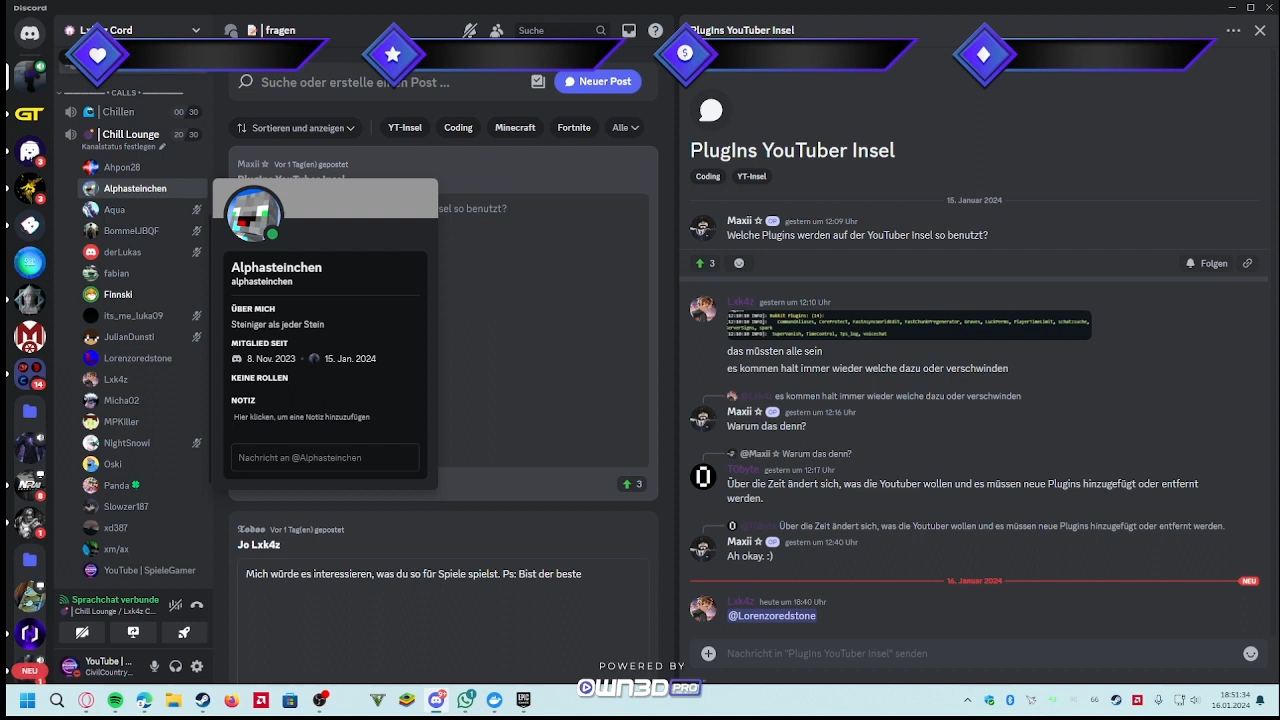 Discord
fragen
Suche
PlugIns YouTuber Insel
Suche oder erstelle einen Post ...
Neuer Post
CALLS
Chillen 00 30
Chill Lounge 20 30
Kanalstatus festlegen
Ahpon28
Alphasteinchen
Aqua
BommelJBQF
derLukas
fabian
Finnski
its_me_luka09
Juliansanni
Lorenzoredstone
Lxk4z
Micha02
MPKiller
NightSnowi
Oski
Panda
Slowzer187
xd387
xm/ax
YouTube | SpieleGamer
Sprachchat verbunde
Chill Lounge / Lxk4z C...
YouTube | ...
CivilCountry...
NEU
Sortieren und anzeigen
YT-Insel
Coding
Minecraft
Fortnite
Alle
Maxii ☆ Vor 1 Tag(en) gepostet
sel so benutzt?
Alphasteinchen
alphasteinchen
ÜBER MICH
Steiniger als jeder Stein
MITGLIED SEIT
8. Nov. 2023 • 15. Jan. 2024
KEINE ROLLEN
NOTIZ
Hier klicken, um eine Notiz hinzuzufügen
Nachricht an @Alphasteinchen
3
Vor 1 Tag(en) gepostet
Jo Lxk4z
Mich würde es interessieren, was du so für Spiele spielst. Ps: Bist der beste
PlugIns YouTuber Insel
Coding
YT-Insel
15. Januar 2024
Maxii ☆ OP gestern um 12:09 Uhr
Welche Plugins werden auf der YouTuber Insel so benutzt?
3
Folgen
Lxk4z gestern um 12:10 Uhr
das müssten alle sein
es kommen halt immer wieder welche dazu oder verschwinden
@Lxk4z es kommen halt immer wieder welche dazu oder verschwinden
Maxii ☆ OP gestern um 12:16 Uhr
Warum das denn?
@Maxii ☆ Warum das denn?
T0byte gestern um 12:17 Uhr
Über die Zeit ändert sich, was die Youtuber wollen und es müssen neue Plugins hinzugefügt oder entfernt
werden.
@T0byte Über die Zeit ändert sich, was die Youtuber wollen und es müssen neue Plugins hinzugefügt oder entfernt werden.
Maxii ☆ OP gestern um 12:40 Uhr
Ah okay. :)
16. Januar 2024
NEU
Lxk4z heute um 18:40 Uhr
@Lorenzoredstone
Nachricht in "PlugIns YouTuber Insel" senden
POWERED BY
OWN3D PRO
18:51:34
16.01.2024